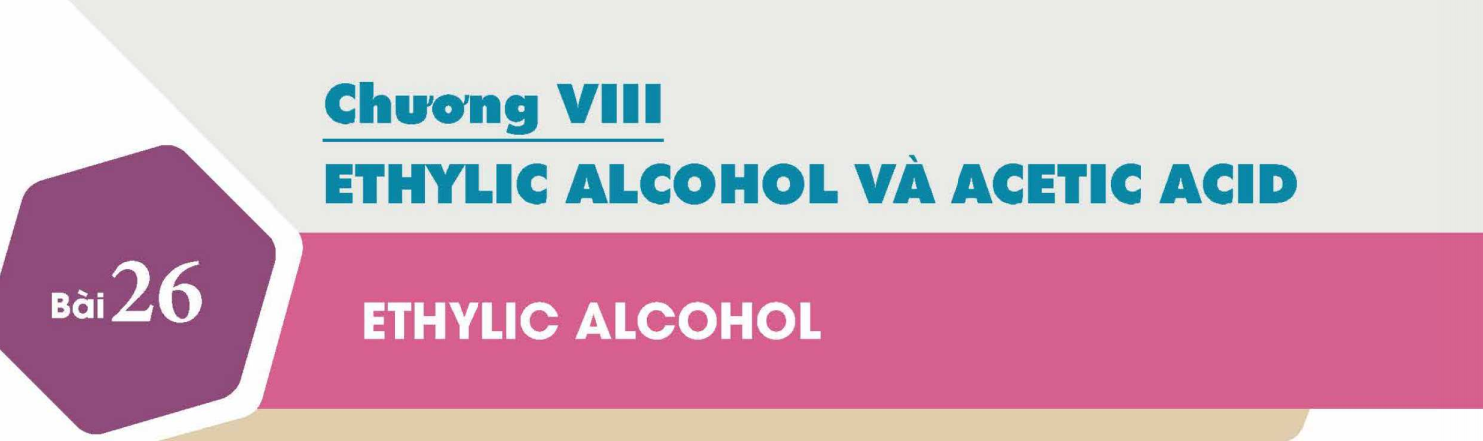 Chương VIII
ETHYLIC ALCOHOL VÀ ACETIC ACID
Bài 26
ETHYLIC ALCOHOL